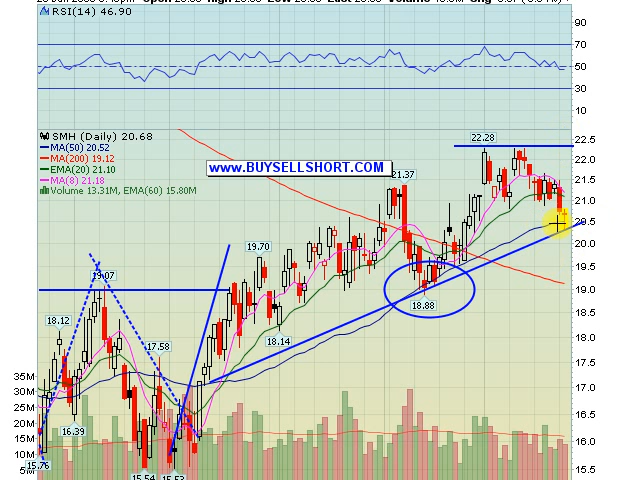 RSI(14) 46.90
90
70
50
30
10
SMH (Daily) 20.68
MA(50) 20.52
MA(200) 19.12
EMA(20) 21.10
MA(8) 21.18
Volume 13.31M, EMA(60) 15.80M
WWW.BUYSELLSHORT.COM
22.28
21.37
19.70
19.07
18.88
18.14
18.12
17.58
16.39
15.76
15.54
15.53
22.5
22.0
21.5
21.0
20.5
20.0
19.5
19.0
18.5
18.0
17.5
17.0
16.5
16.0
15.5
35M
30M
25M
20M
15M
10M
5M